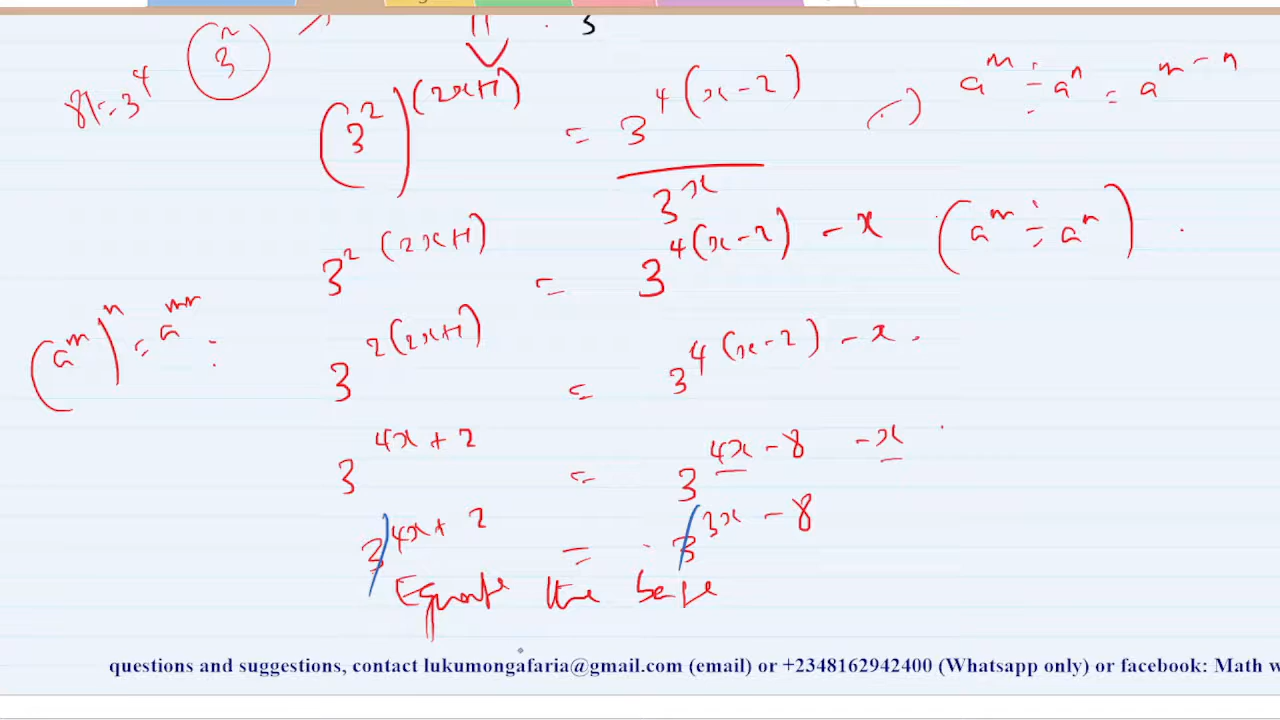 81 = 3^4
3^n
(3^2)^(2x+1) = 3^4(x-2) / 3^x
a^m ÷ a^n = a^m-n
3^2(2x+1) = 3^4(x-2) - x (a^m ÷ a^n)
(a^m)^n = a^mn
3^2(2x+1) = 3^4(x-2) - x
3^4x+2 = 3^4x-8 -x
3^4x+2 = 3^3x-8
Equate the base
questions and suggestions, contact lukumongafaria@gmail.com (email) or +2348162942400 (Whatsapp only) or facebook: Math w